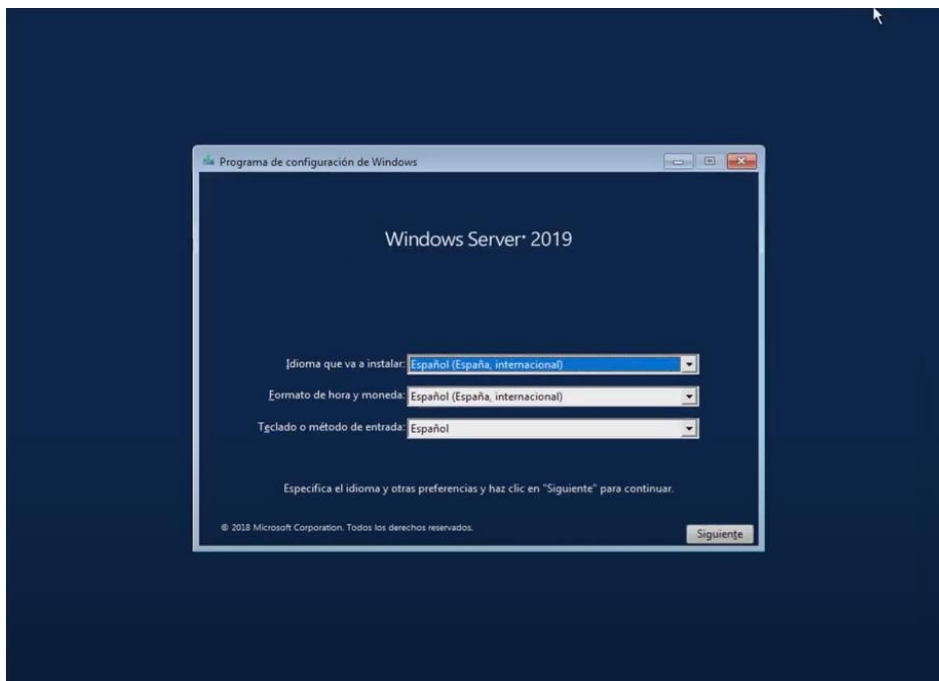 Programa de configuración de Windows
Windows Server® 2019
Idioma que va a instalar: Español (España, internacional)
Formato de hora y moneda: Español (España, internacional)
Teclado o método de entrada: Español
Especifica el idioma y otras preferencias y haz clic en "Siguiente" para continuar.
© 2018 Microsoft Corporation. Todos los derechos reservados.
Siguiente